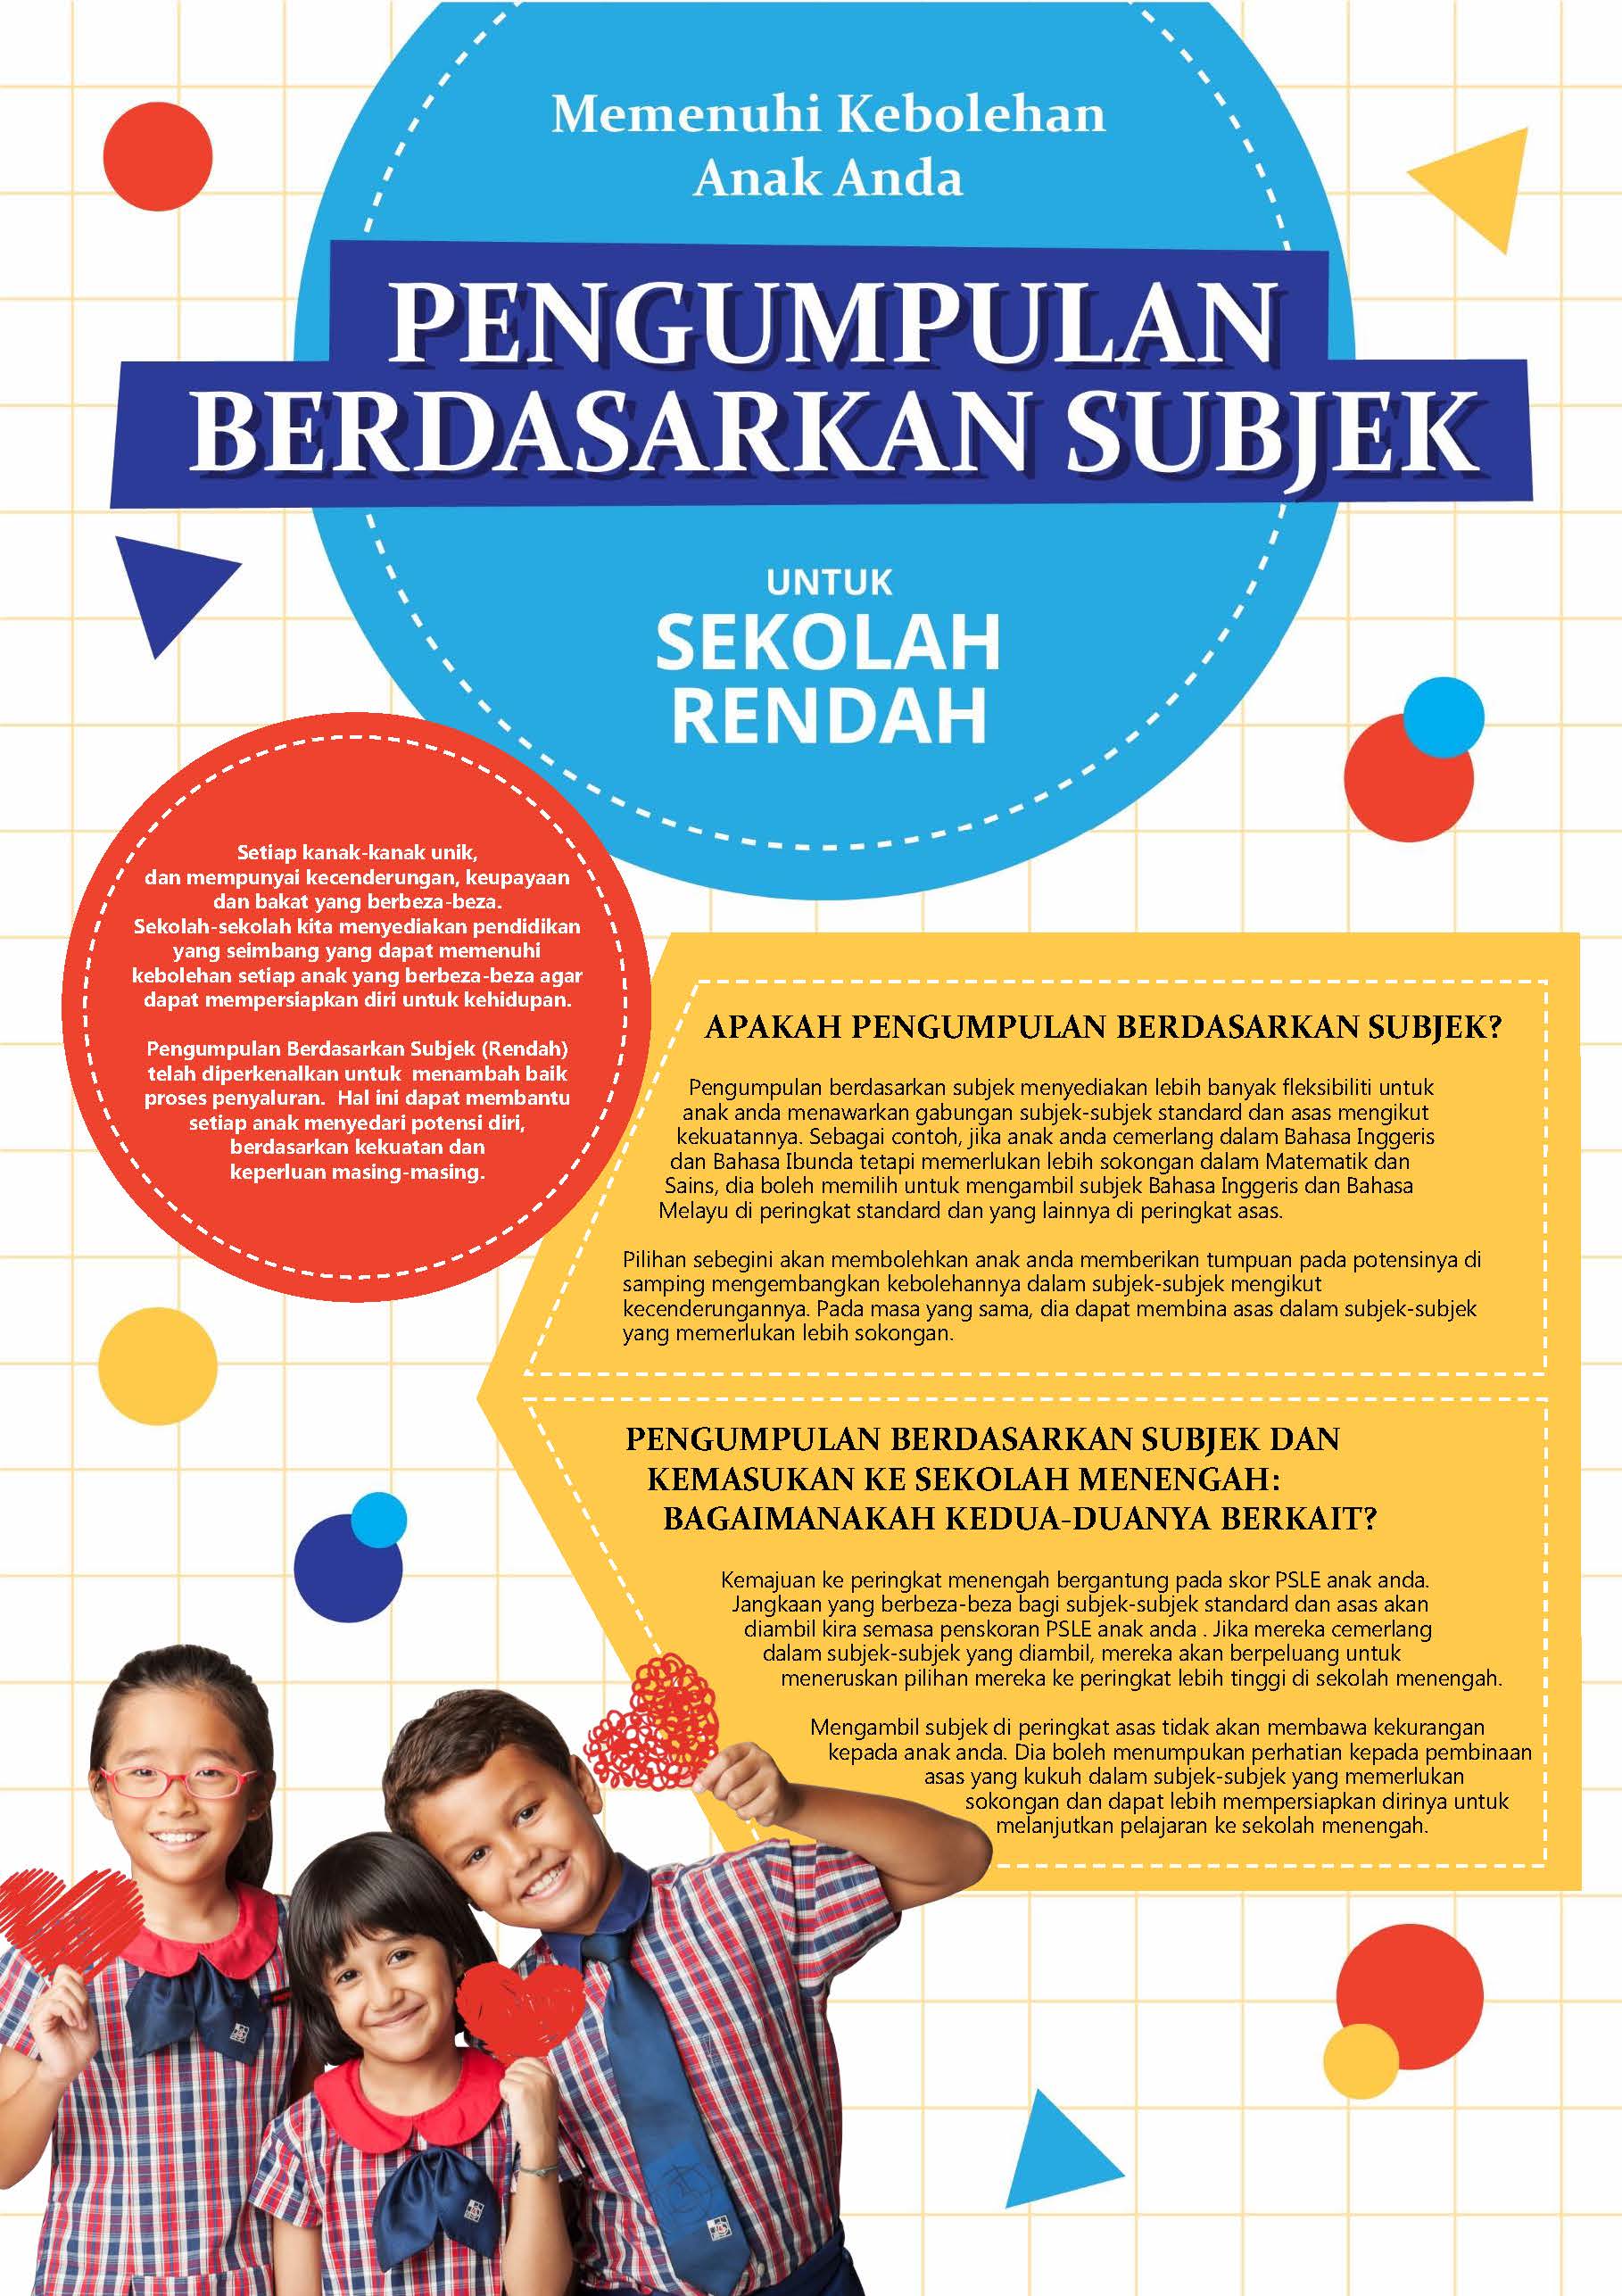 Memenuhi Kebolehan
Anak Anda
PENGUMPULAN
BERDASARKAN SUBJEK
UNTUK
SEKOLAH
RENDAH
Setiap kanak-kanak unik,
dan mempunyai kecenderungan, keupayaan
dan bakat yang berbeza-beza.
Sekolah-sekolah kita menyediakan pendidikan
yang seimbang yang dapat memenuhi
kebolehan setiap anak yang berbeza-beza agar
dapat mempersiapkan diri untuk kehidupan.
Pengumpulan Berdasarkan Subjek (Rendah)
telah diperkenalkan untuk menambah baik
proses penyaluran. Hal ini dapat membantu
setiap anak menyedari potensi diri,
berdasarkan kekuatan dan
keperluan masing-masing.
APAKAH PENGUMPULAN BERDASARKAN SUBJEK?
Pengumpulan berdasarkan subjek menyediakan lebih banyak fleksibiliti untuk
anak anda menawarkan gabungan subjek-subjek standard dan asas mengikut
kekuatannya. Sebagai contoh, jika anak anda cemerlang dalam Bahasa Inggeris
dan Bahasa Ibunda tetapi memerlukan lebih sokongan dalam Matematik dan
Sains, dia boleh memilih untuk mengambil subjek Bahasa Inggeris dan Bahasa
Melayu di peringkat standard dan yang lainnya di peringkat asas.
Pilihan sebegini akan membolehkan anak anda memberikan tumpuan pada potensinya di
samping mengembangkan kebolehannya dalam subjek-subjek mengikut
kecenderungannya. Pada masa yang sama, dia dapat membina asas dalam subjek-subjek
yang memerlukan lebih sokongan.
PENGUMPULAN BERDASARKAN SUBJEK DAN
KEMASUKAN KE SEKOLAH MENENGAH:
BAGAIMANAKAH KEDUA-DUANYA BERKAIT?
Kemajuan ke peringkat menengah bergantung pada skor PSLE anak anda.
Jangkaan yang berbeza-beza bagi subjek-subjek standard dan asas akan
diambil kira semasa penskoran PSLE anak anda . Jika mereka cemerlang
dalam subjek-subjek yang diambil, mereka akan berpeluang untuk
meneruskan pilihan mereka ke peringkat lebih tinggi di sekolah menengah.
Mengambil subjek di peringkat asas tidak akan membawa kekurangan
kepada anak anda. Dia boleh menumpukan perhatian kepada pembinaan
asas yang kukuh dalam subjek-subjek yang memerlukan
sokongan dan dapat lebih mempersiapkan dirinya untuk
melanjutkan pelajaran ke sekolah menengah.